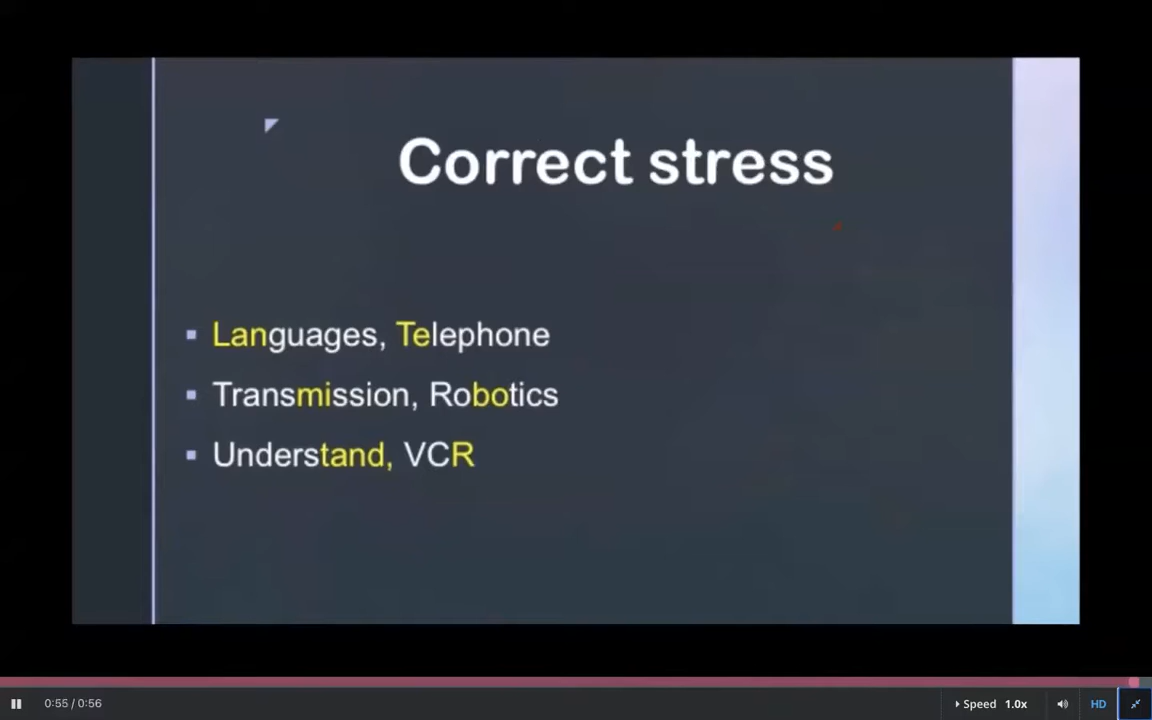 Correct stress
▪ Languages, Telephone
▪ Transmission, Robotics
▪ Understand, VCR
0:55 / 0:56
Speed 1.0x
HD